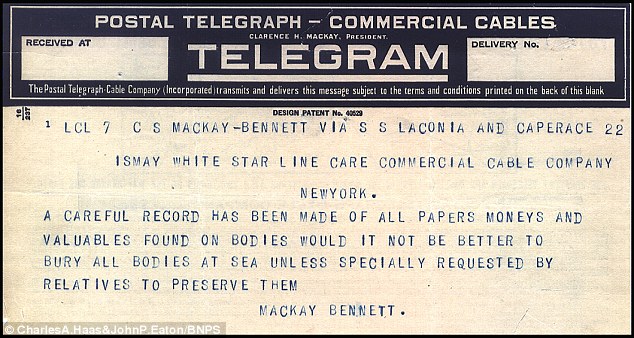 POSTAL TELEGRAPH – COMMERCIAL CABLES
CLARENCE H. MACKAY, PRESIDENT.
RECEIVED AT
TELEGRAM
DELIVERY No.
The Postal Telegraph-Cable Company (Incorporated) transmits and delivers this message subject to the terms and conditions printed on the back of this blank
16
237
DESIGN PATENT No. 40529
1 LCL 7 C S MACKAY-BENNETT VIA S S LACONIA AND CAPERACE 22
ISMAY WHITE STAR LINE CARE COMMERCIAL CABLE COMPANY
NEWYORK.
A CAREFUL RECORD HAS BEEN MADE OF ALL PAPERS MONEYS AND
VALUABLES FOUND ON BODIES WOULD IT NOT BE BETTER TO
BURY ALL BODIES AT SEA UNLESS SPECIALLY REQUESTED BY
RELATIVES TO PRESERVE THEM
MACKAY BENNETT.
© CharlesA.Haas&JohnP.Eaton/BNPS